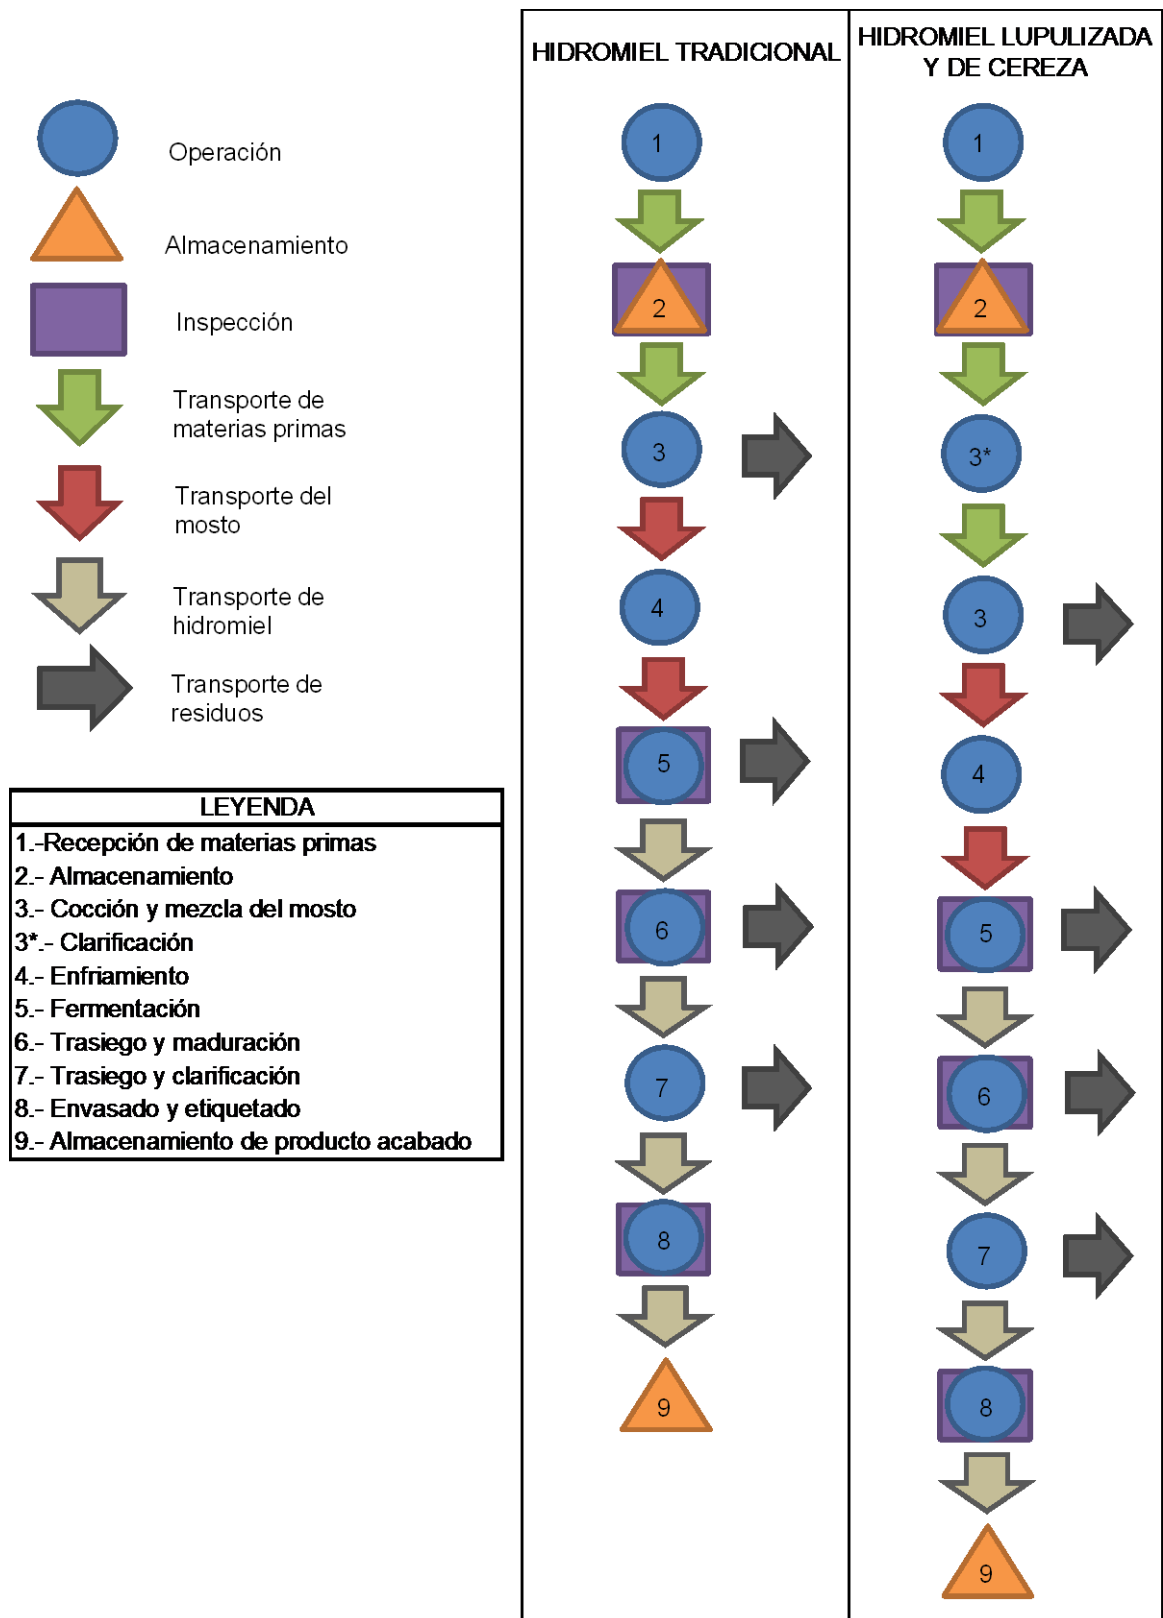 Operación
Almacenamiento
Inspección
Transporte de
materias primas
Transporte del
mosto
Transporte de
hidromiel
Transporte de
residuos
LEYENDA
1.-Recepción de materias primas
2.- Almacenamiento
3.- Cocción y mezcla del mosto
3*.- Clarificación
4.- Enfriamiento
5.- Fermentación
6.- Trasiego y maduración
7.- Trasiego y clarificación
8.- Envasado y etiquetado
9.- Almacenamiento de producto acabado
HIDROMIEL TRADICIONAL
1
2
3
4
5
6
7
8
9
HIDROMIEL LUPULIZADA
Y DE CEREZA
1
2
3*
3
4
5
6
7
8
9